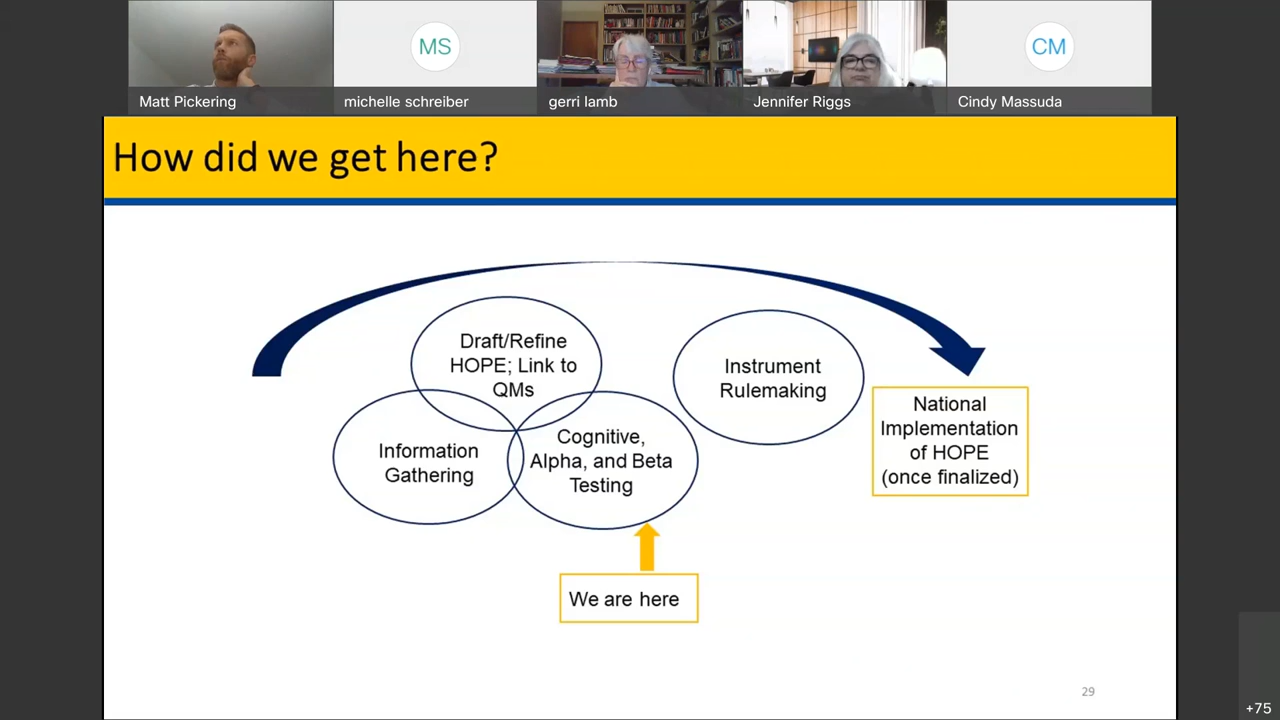 MS
CM
Matt Pickering
michelle schreiber
gerri lamb
Jennifer Riggs
Cindy Massuda
How did we get here?
Draft/Refine
HOPE; Link to
QMs
Instrument
Rulemaking
Information
Gathering
Cognitive,
Alpha, and Beta
Testing
National
Implementation
of HOPE
(once finalized)
We are here
29
+75